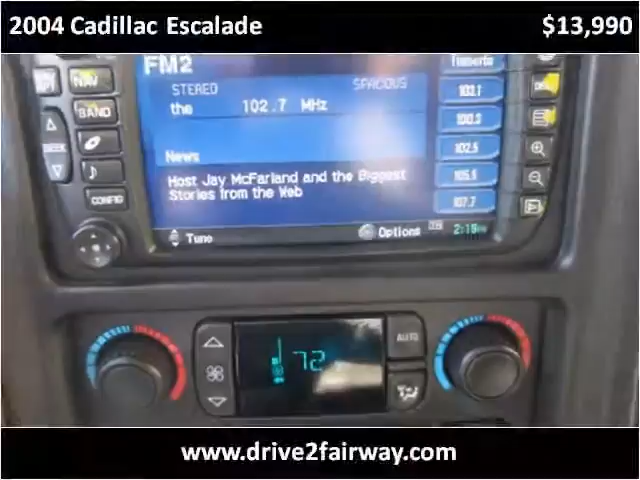 2004 Cadillac Escalade $13,990
FM2
STEREO SPACIOUS
the 102.7 MHz
News
Host Jay McFarland and the Biggest
Stories from the Web
Tune Options 2:19
103.1
100.3
102.5
105.5
107.7
NAV
BAND
SEEK
CONFIG
72
AUTO
www.drive2fairway.com